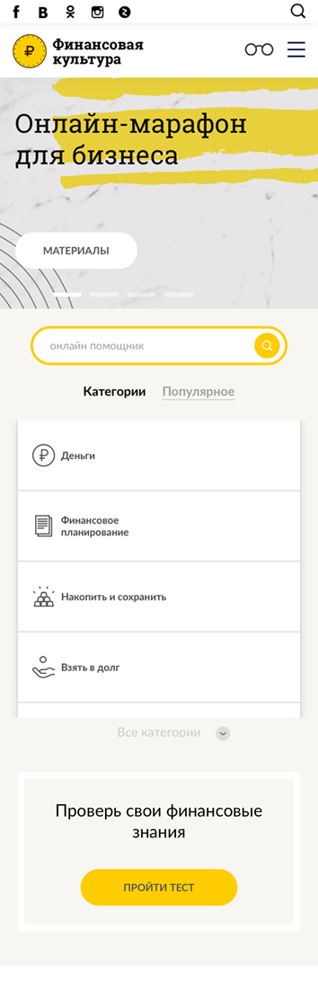 Финансовая
культура
Онлайн-марафон
для бизнеса
МАТЕРИАЛЫ
онлайн помощник
Категории Популярное
Деньги
Финансовое
планирование
Накопить и сохранить
Взять в долг
Все категории
Проверь свои финансовые
знания
ПРОЙТИ ТЕСТ